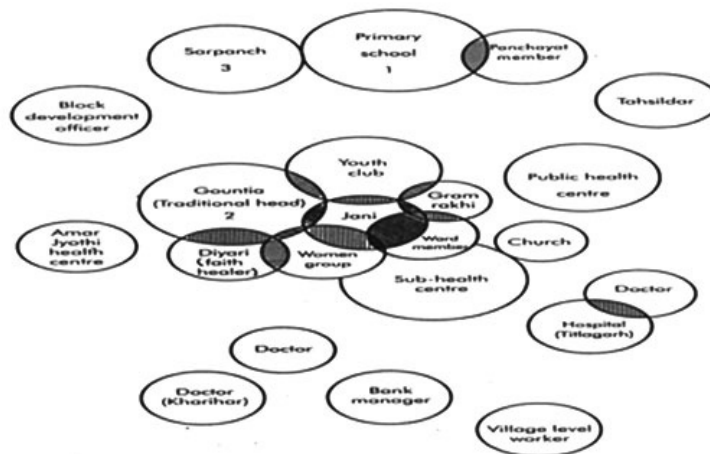 Sarpanch
3
Primary
school
1
Panchayat
member
Block
development
officer
Tahsildar
Youth
club
Gountia
(Traditional head)
2
Jani
Gram
rakhi
Public health
centre
Amar
Jyothi
health
centre
Diyari
(faith
healer)
Women
group
Ward
member
Church
Sub-health
centre
Doctor
Hospital
(Titlagarh)
Doctor
Doctor
(Kharihar)
Bank
manager
Village level
worker